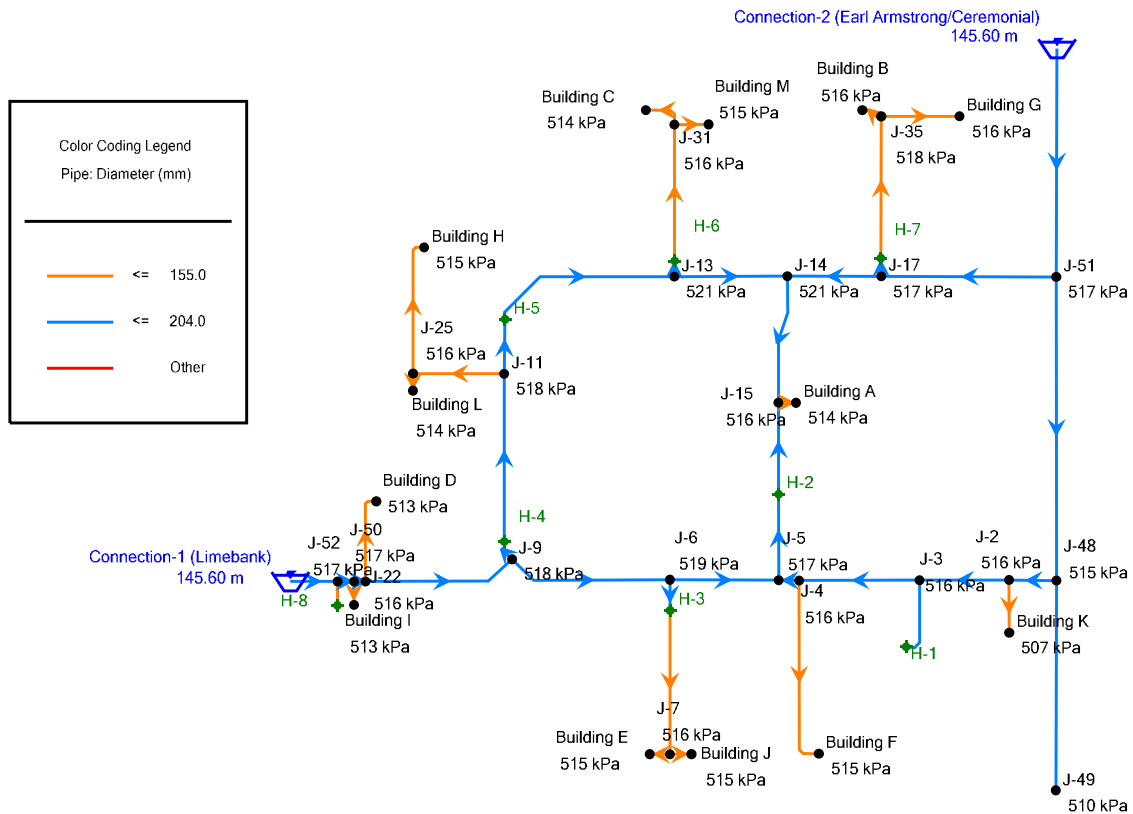 Connection-2 (Earl Armstrong/Ceremonial)
145.60 m
Color Coding Legend
Pipe: Diameter (mm)
<= 155.0
<= 204.0
Other
Building C
514 kPa
Building M
515 kPa
J-31
516 kPa
H-6
Building B
516 kPa
Building G
516 kPa
J-35
518 kPa
H-7
Building H
515 kPa
J-13
521 kPa
J-14
521 kPa
J-17
517 kPa
J-51
517 kPa
H-5
J-25
516 kPa
J-11
518 kPa
Building L
514 kPa
J-15
516 kPa
Building A
514 kPa
Building D
513 kPa
H-2
H-4
Connection-1 (Limebank)
145.60 m
J-52
517 kPa
J-50
517 kPa
J-22
516 kPa
H-8
Building I
513 kPa
J-9
518 kPa
J-6
519 kPa
H-3
J-5
517 kPa
J-4
516 kPa
J-3
516 kPa
J-2
516 kPa
J-48
515 kPa
Building K
507 kPa
H-1
J-7
516 kPa
Building E
515 kPa
Building J
515 kPa
Building F
515 kPa
J-49
510 kPa